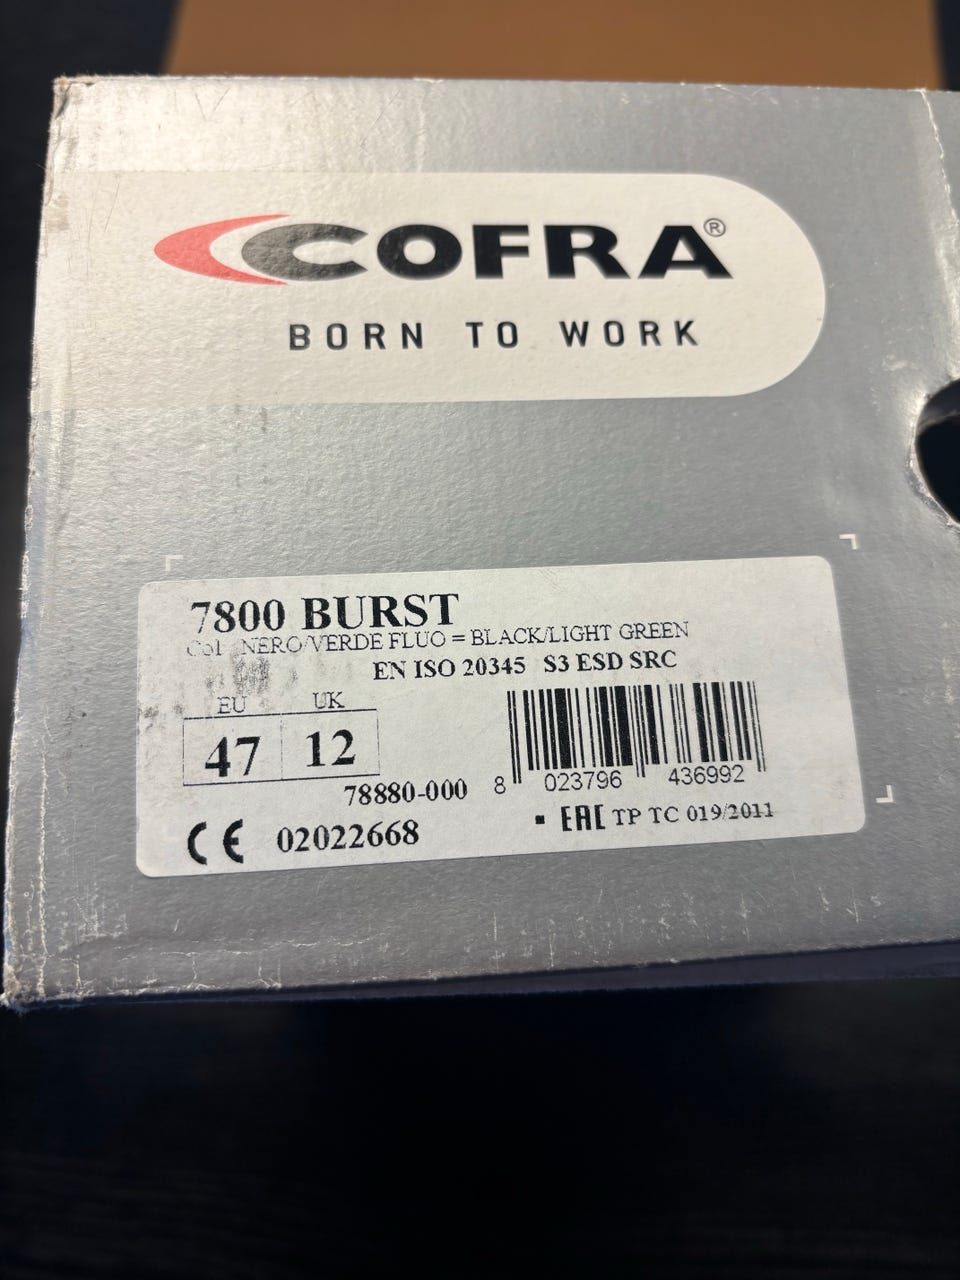 COFRA®
BORN TO WORK
7800 BURST
Col NERO/VERDE FLUO = BLACK/LIGHT GREEN
EN ISO 20345 S3 ESD SRC
EU UK
47 12
78880-000
8 023796 436992
CE 02022668
EAC TP TC 019/2011